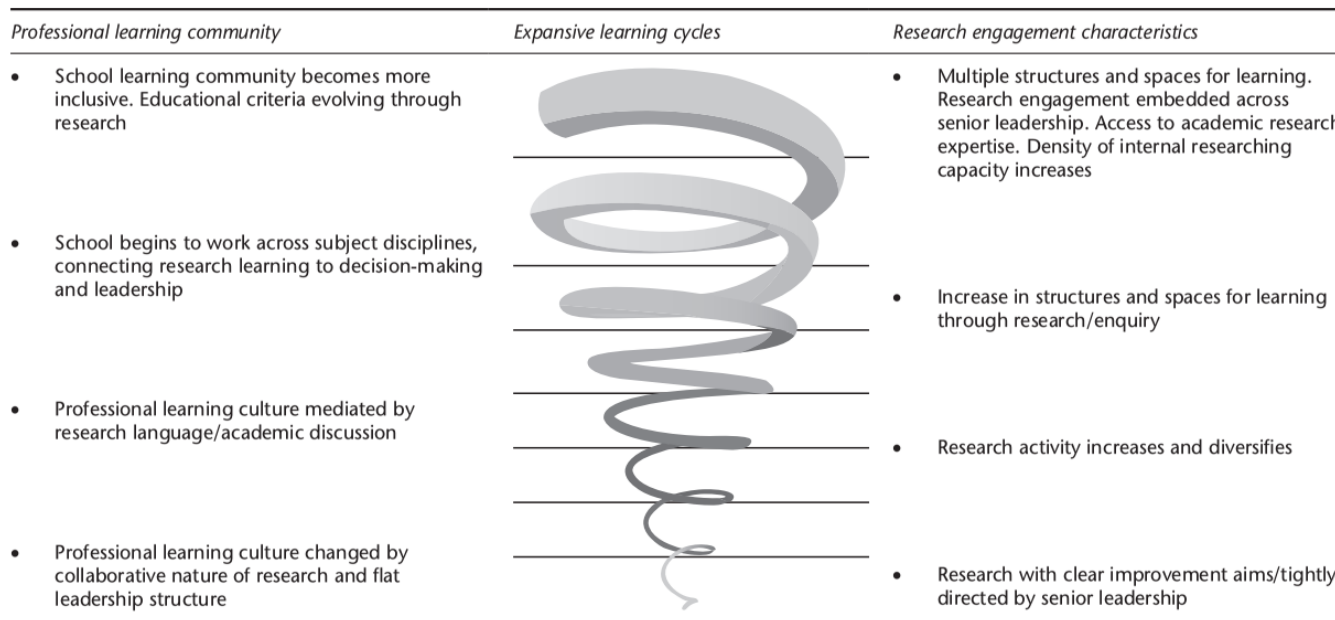 Professional learning community
Expansive learning cycles
Research engagement characteristics
• School learning community becomes more
inclusive. Educational criteria evolving through
research
• School begins to work across subject disciplines,
connecting research learning to decision-making
and leadership
• Professional learning culture mediated by
research language/academic discussion
• Professional learning culture changed by
collaborative nature of research and flat
leadership structure
• Multiple structures and spaces for learning.
Research engagement embedded across
senior leadership. Access to academic research
expertise. Density of internal researching
capacity increases
• Increase in structures and spaces for learning
through research/enquiry
• Research activity increases and diversifies
• Research with clear improvement aims/tightly
directed by senior leadership